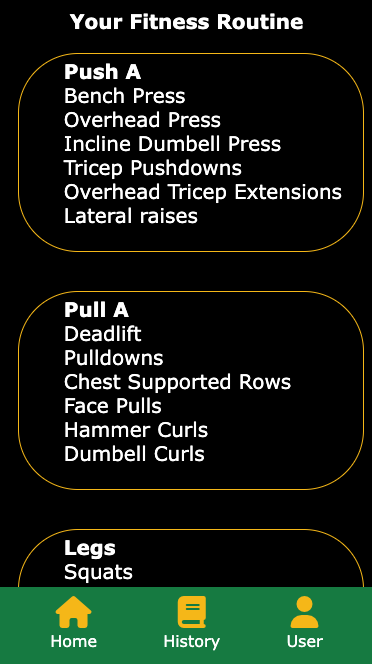 Your Fitness Routine
Push A
Bench Press
Overhead Press
Incline Dumbell Press
Tricep Pushdowns
Overhead Tricep Extensions
Lateral raises
Pull A
Deadlift
Pulldowns
Chest Supported Rows
Face Pulls
Hammer Curls
Dumbell Curls
Legs
Squats
Home
History
User